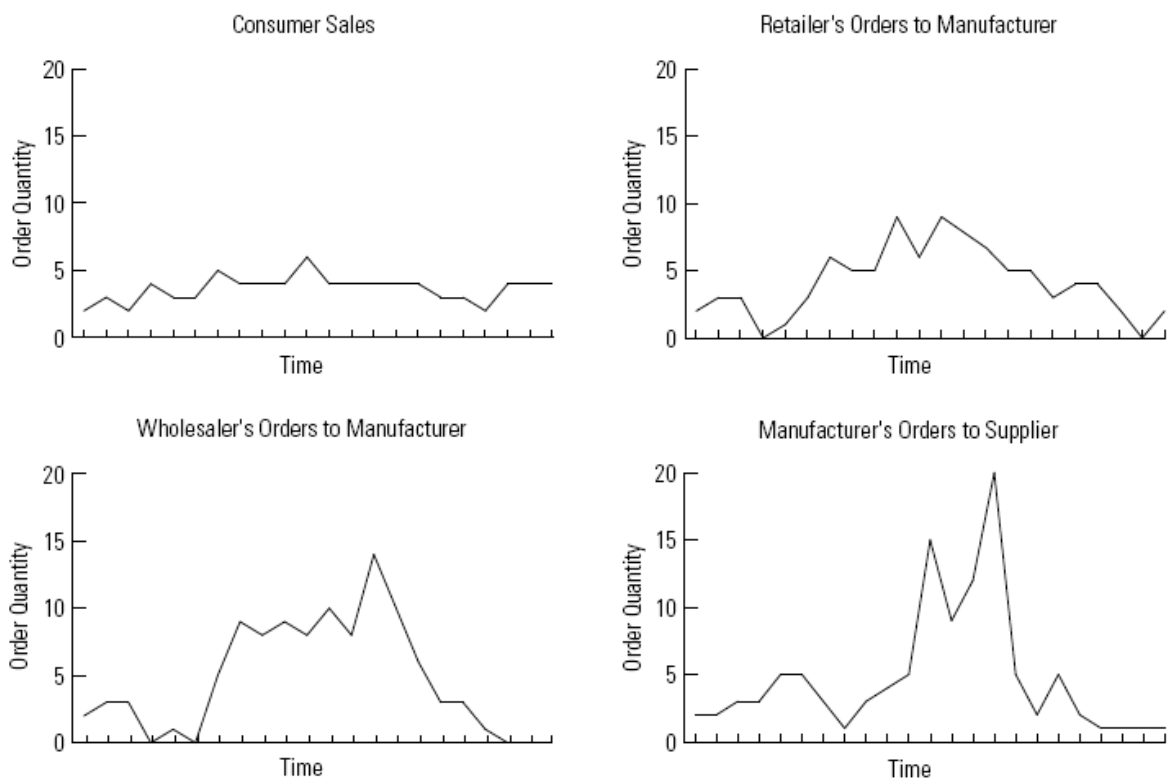 Consumer Sales
20
15
10
5
0
Order Quantity
Time
Retailer's Orders to Manufacturer
20
15
10
5
0
Order Quantity
Time
Wholesaler's Orders to Manufacturer
20
15
10
5
0
Order Quantity
Time
Manufacturer's Orders to Supplier
20
15
10
5
0
Order Quantity
Time